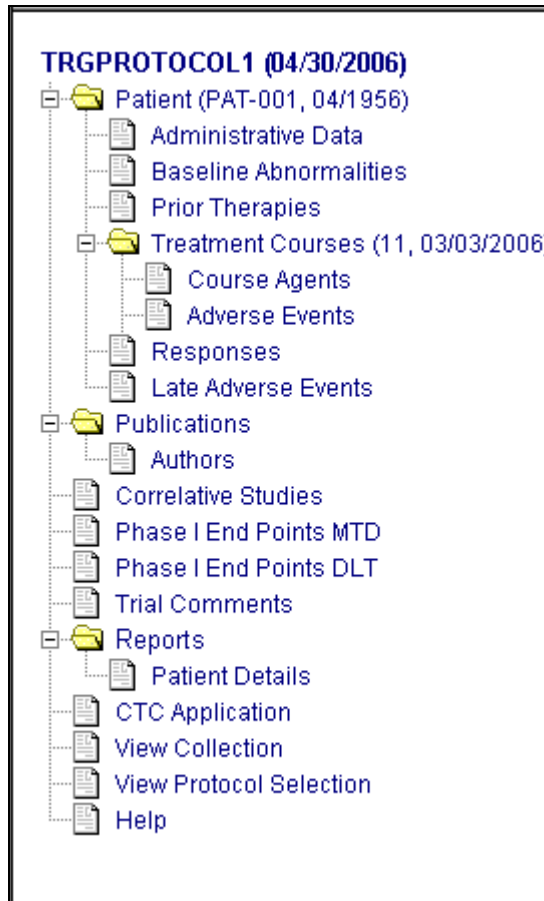 TRGPROTOCOL1 (04/30/2006)
Patient (PAT-001, 04/1956)
Administrative Data
Baseline Abnormalities
Prior Therapies
Treatment Courses (11, 03/03/2006)
Course Agents
Adverse Events
Responses
Late Adverse Events
Publications
Authors
Correlative Studies
Phase I End Points MTD
Phase I End Points DLT
Trial Comments
Reports
Patient Details
CTC Application
View Collection
View Protocol Selection
Help